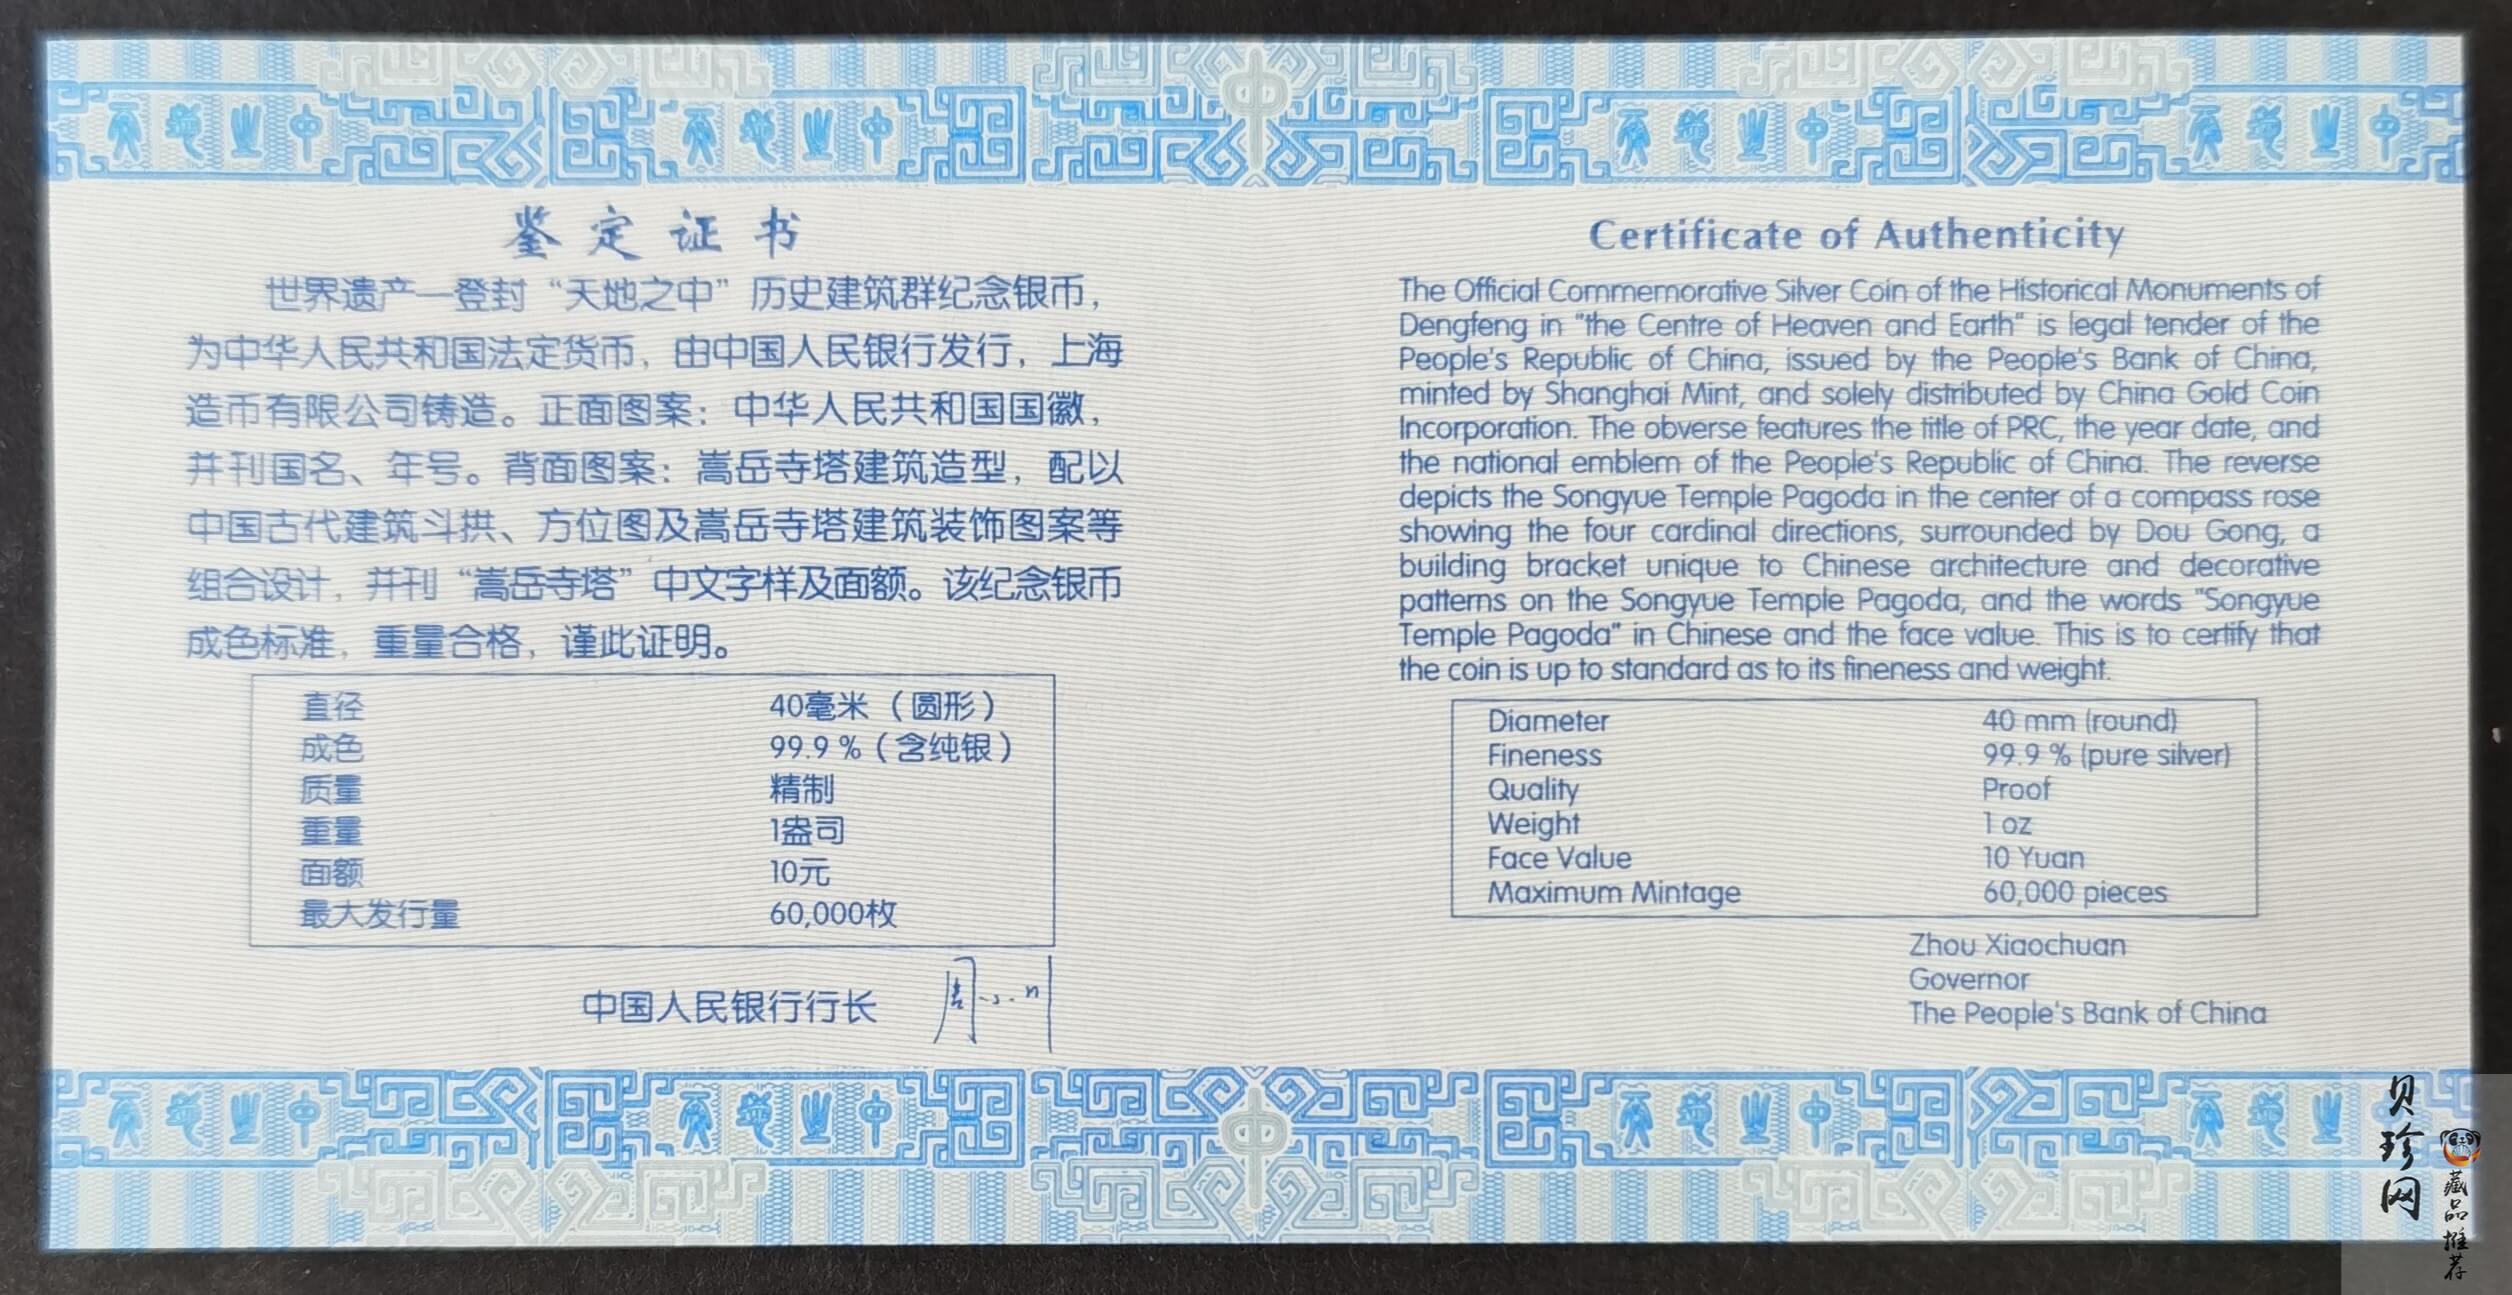 鉴定证书
世界遗产—登封“天地之中”历史建筑群纪念银币，
为中华人民共和国法定货币，由中国人民银行发行，上海
造币有限公司铸造。正面图案：中华人民共和国国徽，
并刊国名、年号。背面图案：嵩岳寺塔建筑造型，配以
中国古代建筑斗拱、方位图及嵩岳寺塔建筑装饰图案等
组合设计，并刊“嵩岳寺塔”中文字样及面额。该纪念银币
成色标准，重量合格，谨此证明。
直径 40毫米（圆形）
成色 99.9％（含纯银）
质量 精制
重量 1盎司
面额 10元
最大发行量 60,000枚
中国人民银行行长 周小川
Certificate of Authenticity
The Official Commemorative Silver Coin of the Historical Monuments of
Dengfeng in "the Centre of Heaven and Earth" is legal tender of the
People's Republic of China, issued by the People's Bank of China,
minted by Shanghai Mint, and solely distributed by China Gold Coin
Incorporation. The obverse features the title of PRC, the year date, and
the national emblem of the People's Republic of China. The reverse
depicts the Songyue Temple Pagoda in the center of a compass rose
showing the four cardinal directions, surrounded by Dou Gong, a
building bracket unique to Chinese architecture and decorative
patterns on the Songyue Temple Pagoda, and the words "Songyue
Temple Pagoda" in Chinese and the face value. This is to certify that
the coin is up to standard as to its fineness and weight.
Diameter 40 mm (round)
Fineness 99.9 % (pure silver)
Quality Proof
Weight 1 oz
Face Value 10 Yuan
Maximum Mintage 60,000 pieces
Zhou Xiaochuan
Governor
The People's Bank of China
贝珍网
藏品推荐